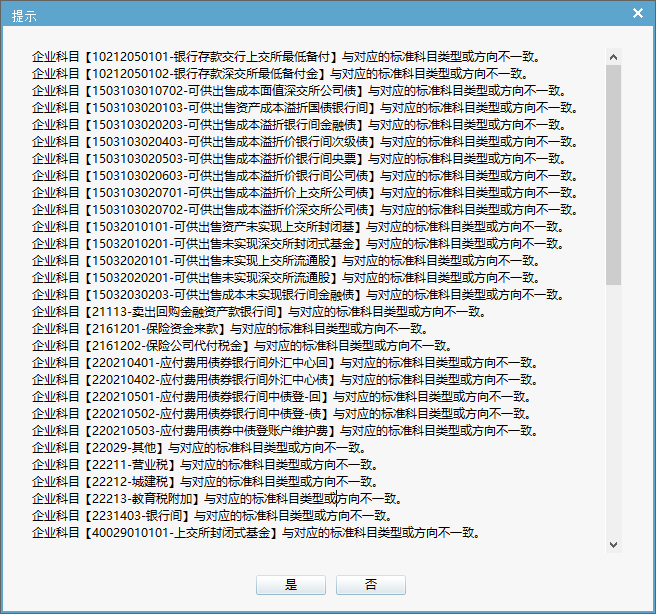 提示
企业科目【10212050101-银行存款交行上交所最低备付】与对应的标准科目类型或方向不一致。
企业科目【10212050102-银行存款深交所最低备付金】与对应的标准科目类型或方向不一致。
企业科目【1503103010702-可供出售成本面值深交所公司债】与对应的标准科目类型或方向不一致。
企业科目【1503103020103-可供出售资产成本溢折国债银行间】与对应的标准科目类型或方向不一致。
企业科目【1503103020203-可供出售成本溢折银行间金融债】与对应的标准科目类型或方向不一致。
企业科目【1503103020403-可供出售成本溢折价银行间次级债】与对应的标准科目类型或方向不一致。
企业科目【1503103020503-可供出售成本溢折价银行间央票】与对应的标准科目类型或方向不一致。
企业科目【1503103020603-可供出售成本溢折价银行间公司债】与对应的标准科目类型或方向不一致。
企业科目【1503103020701-可供出售成本溢折价上交所公司债】与对应的标准科目类型或方向不一致。
企业科目【1503103020702-可供出售成本溢折价深交所公司债】与对应的标准科目类型或方向不一致。
企业科目【15032010101-可供出售资产未实现上交所封闭基】与对应的标准科目类型或方向不一致。
企业科目【15032010201-可供出售未实现深交所封闭式基金】与对应的标准科目类型或方向不一致。
企业科目【15032020101-可供出售未实现上交所流通股】与对应的标准科目类型或方向不一致。
企业科目【15032020201-可供出售未实现深交所流通股】与对应的标准科目类型或方向不一致。
企业科目【15032030203-可供出售成本未实现银行间金融债】与对应的标准科目类型或方向不一致。
企业科目【21113-卖出回购金融资产款银行间】与对应的标准科目类型或方向不一致。
企业科目【2161201-保险资金来款】与对应的标准科目类型或方向不一致。
企业科目【2161202-保险公司代付税金】与对应的标准科目类型或方向不一致。
企业科目【220210401-应付费用债券银行间外汇中心回】与对应的标准科目类型或方向不一致。
企业科目【220210402-应付费用债券银行间外汇中心债】与对应的标准科目类型或方向不一致。
企业科目【220210501-应付费用债券银行间中债登-回】与对应的标准科目类型或方向不一致。
企业科目【220210502-应付费用债券银行间中债登-债】与对应的标准科目类型或方向不一致。
企业科目【220210503-应付费用债券中债登账户维护费】与对应的标准科目类型或方向不一致。
企业科目【22029-其他】与对应的标准科目类型或方向不一致。
企业科目【22211-营业税】与对应的标准科目类型或方向不一致。
企业科目【22212-城建税】与对应的标准科目类型或方向不一致。
企业科目【22213-教育税附加】与对应的标准科目类型或方向不一致。
企业科目【2231403-银行间】与对应的标准科目类型或方向不一致。
企业科目【40029010101-上交所封闭式基金】与对应的标准科目类型或方向不一致。
是 否